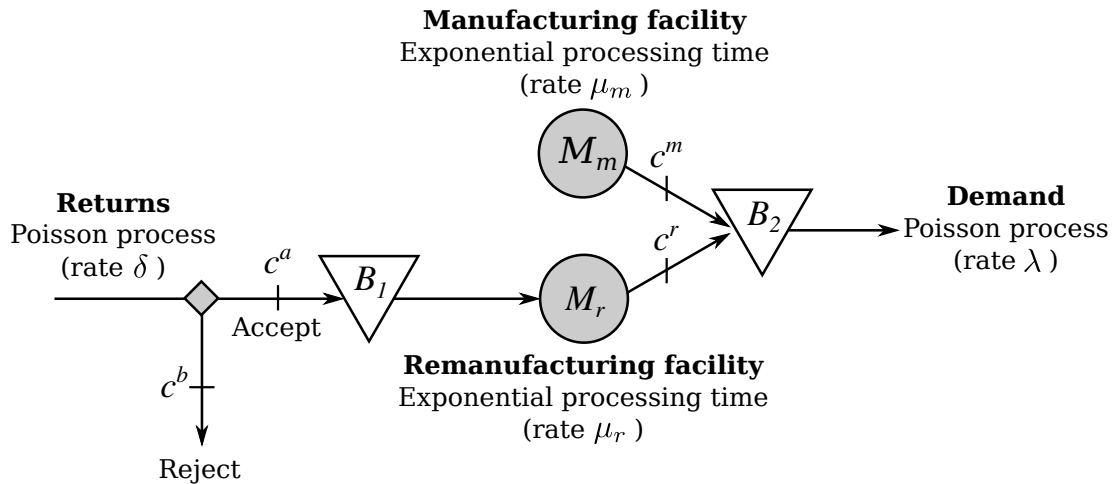 Manufacturing facility
Exponential processing time
(rate μm )
Mm
cm
B2
Demand
Poisson process
(rate λ )
Returns
Poisson process
(rate δ )
ca
Accept
B1
Mr
cr
cb
Reject
Remanufacturing facility
Exponential processing time
(rate μr )